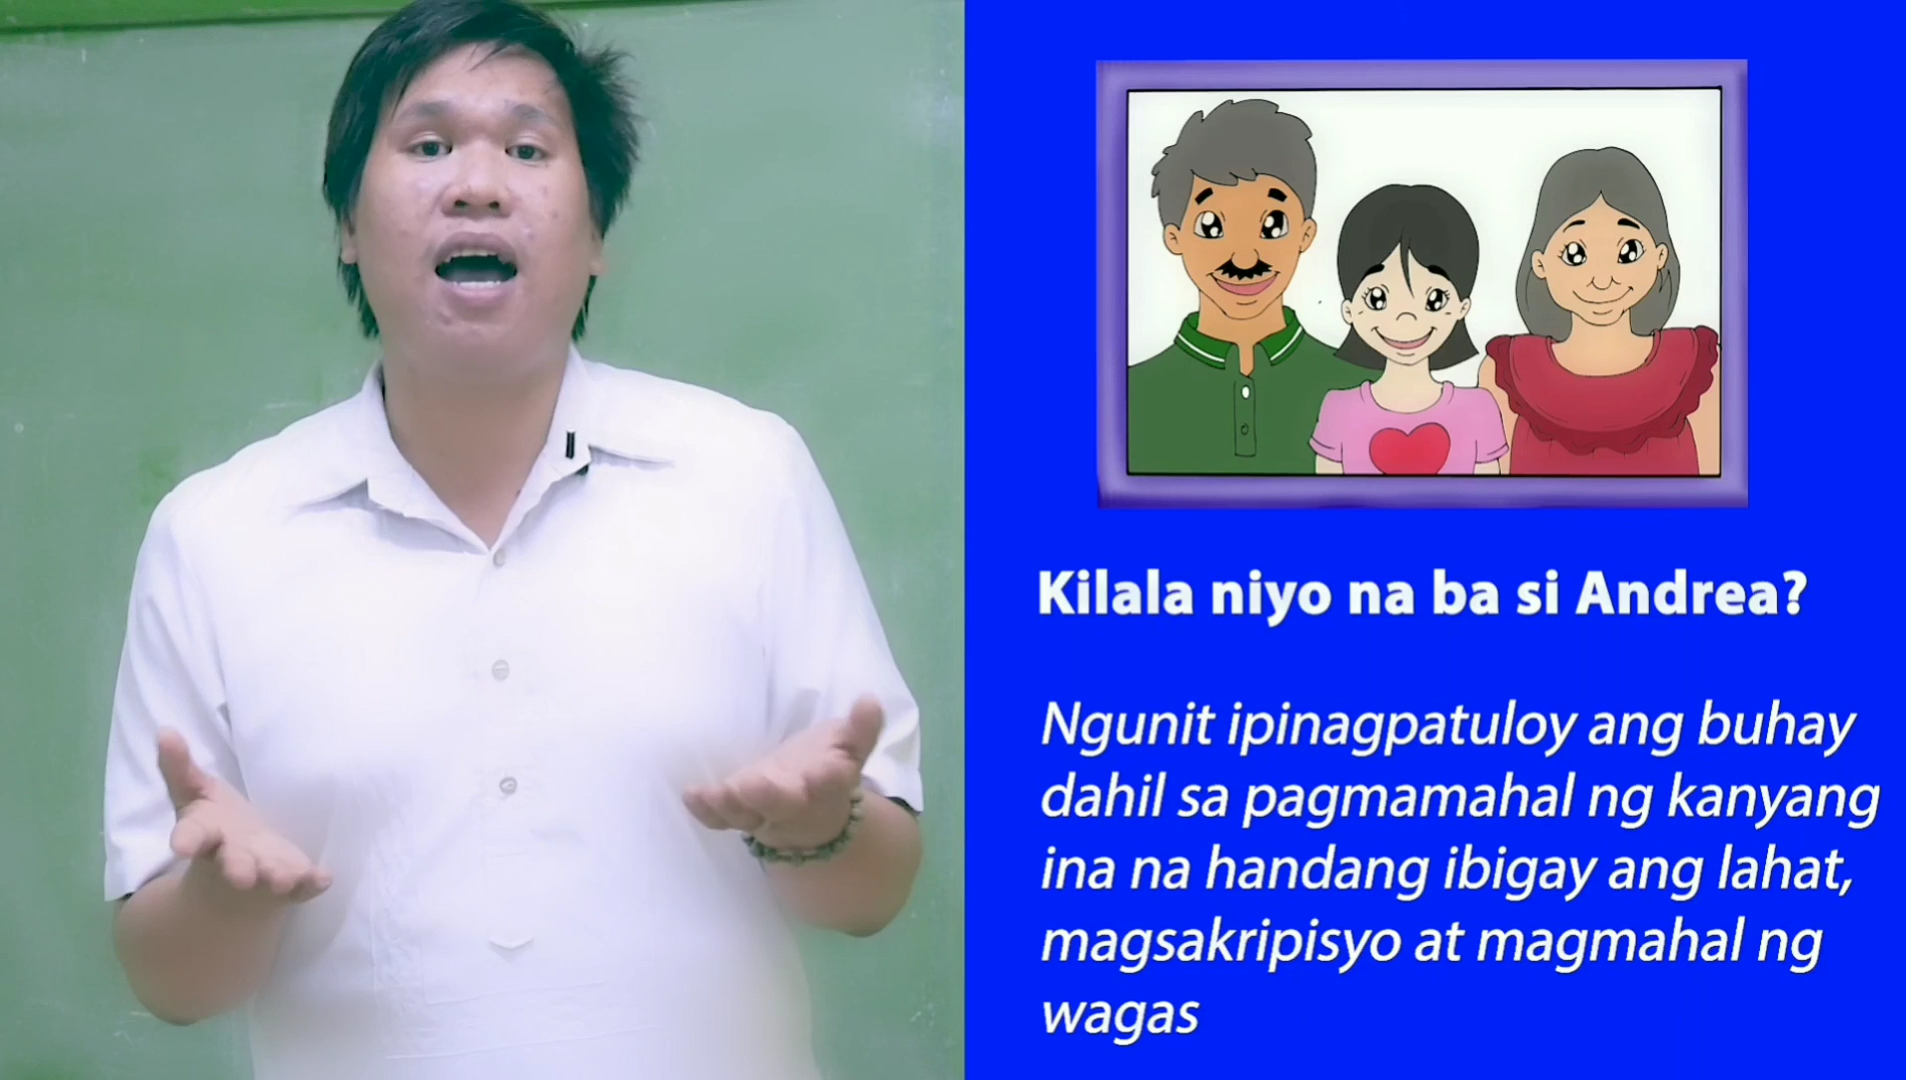 Kilala niyo na ba si Andrea?
Ngunit ipinagpatuloy ang buhay
dahil sa pagmamahal ng kanyang
ina na handang ibigay ang lahat,
magsakripisyo at magmahal ng
wagas